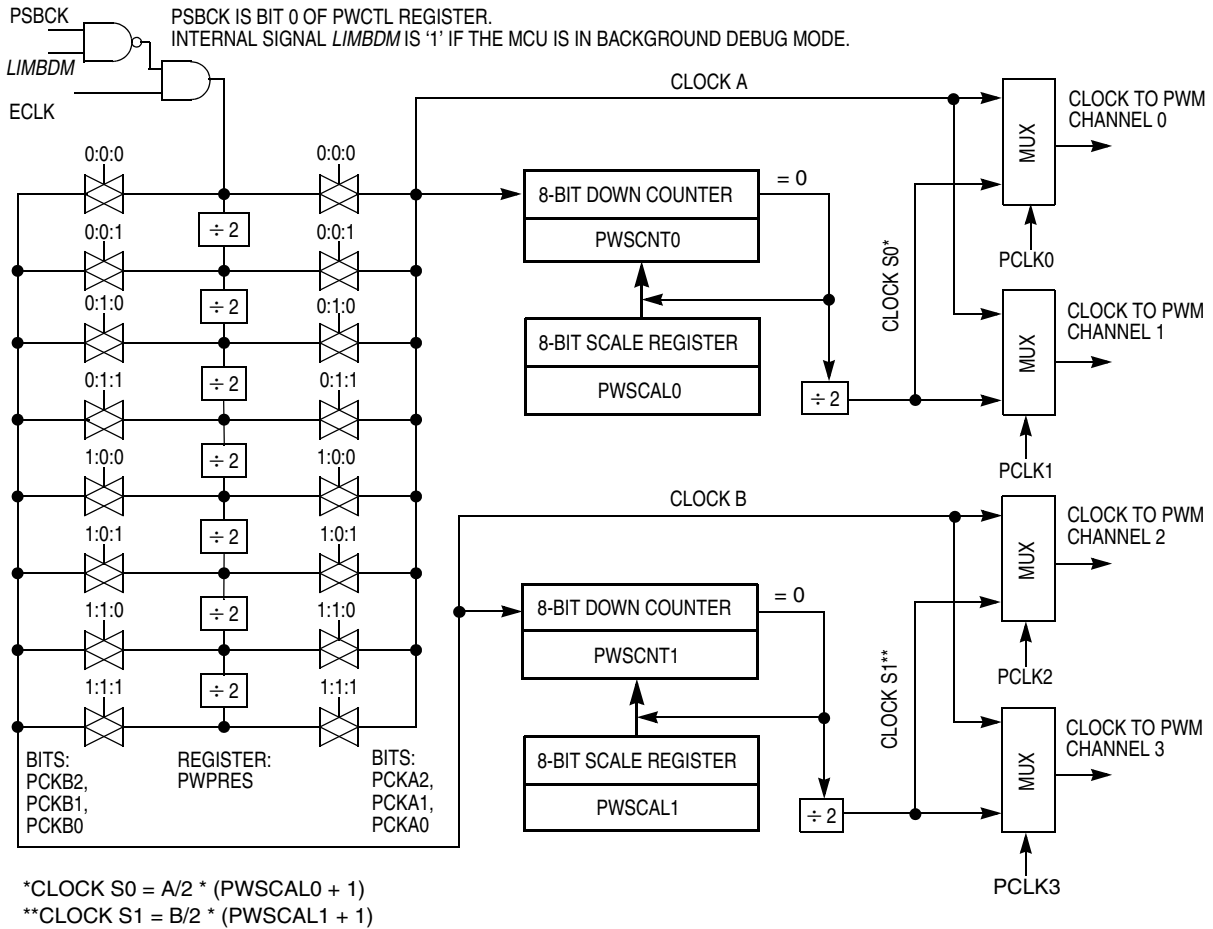 PSBCK
PSBCK IS BIT 0 OF PWCTL REGISTER.
INTERNAL SIGNAL LIMBDM IS ‘1’ IF THE MCU IS IN BACKGROUND DEBUG MODE.
LIMBDM
ECLK
CLOCK A
MUX
CLOCK TO PWM
CHANNEL 0
0:0:0
0:0:0
8-BIT DOWN COUNTER
= 0
PWSCNT0
÷ 2
0:0:1
0:0:1
CLOCK S0*
PCLK0
÷ 2
0:1:0
0:1:0
8-BIT SCALE REGISTER
PWSCAL0
MUX
CLOCK TO PWM
CHANNEL 1
÷ 2
0:1:1
0:1:1
÷ 2
÷ 2
1:0:0
1:0:0
PCLK1
CLOCK B
÷ 2
1:0:1
1:0:1
MUX
CLOCK TO PWM
CHANNEL 2
8-BIT DOWN COUNTER
= 0
PWSCNT1
÷ 2
1:1:0
1:1:0
CLOCK S1**
PCLK2
÷ 2
1:1:1
1:1:1
8-BIT SCALE REGISTER
PWSCAL1
÷ 2
MUX
CLOCK TO PWM
CHANNEL 3
PCLK3
BITS:
PCKB2,
PCKB1,
PCKB0
REGISTER:
PWPRES
BITS:
PCKA2,
PCKA1,
PCKA0
*CLOCK S0 = A/2 * (PWSCAL0 + 1)
**CLOCK S1 = B/2 * (PWSCAL1 + 1)